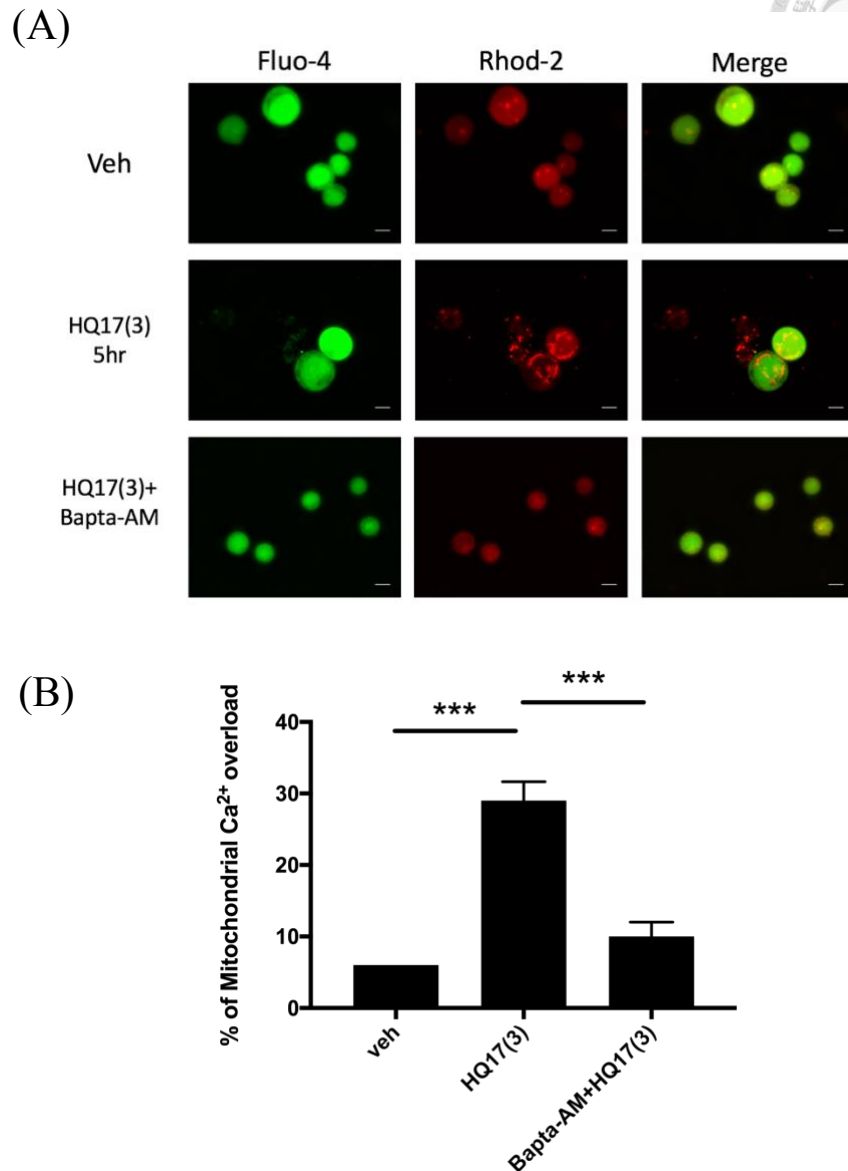 (A)
Fluo-4 Rhod-2 Merge
Veh
HQ17(3)
5hr
HQ17(3)+
Bapta-AM
(B)
% of Mitochondrial Ca²⁺ overload
*** ***
40
30
20
10
0
veh HQ17(3) Bapta-AM+HQ17(3)